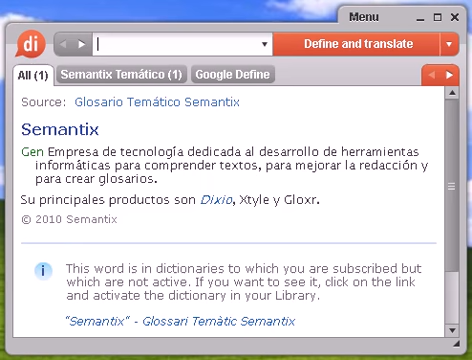 Menu
di
Define and translate
All (1)
Semantix Temático (1)
Google Define
Source: Glosario Temático Semantix
Semantix
Gen Empresa de tecnología dedicada al desarrollo de herramientas
informáticas para comprender textos, para mejorar la redacción y
para crear glosarios.
Su principales productos son Dixio, Xtyle y Gloxr.
© 2010 Semantix
i
This word is in dictionaries to which you are subscribed but
which are not active. If you want to see it, click on the link
and activate the dictionary in your Library.
"Semantix" - Glossari Temàtic Semantix